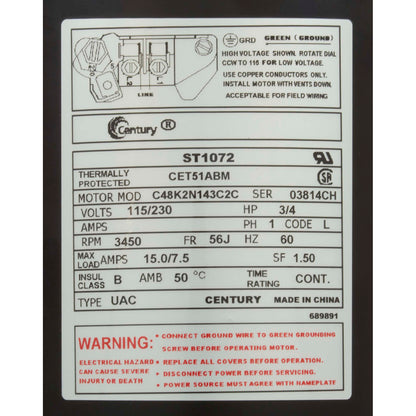 GRD GREEN (GROUND)
HIGH VOLTAGE SHOWN. ROTATE DIAL
CCW TO 115 FOR LOW VOLTAGE.
USE COPPER CONDUCTORS ONLY.
INSTALL MOTOR WITH VENTS DOWN.
ACCEPTABLE FOR FIELD WIRING
LINE
Century ®
ST1072
THERMALLY PROTECTED CET51ABM
MOTOR MOD C48K2N143C2C SER 03814CH
VOLTS 115/230 HP 3/4
AMPS PH 1 CODE L
RPM 3450 FR 56J HZ 60
MAX LOAD AMPS 15.0/7.5 SF 1.50
INSUL CLASS B AMB 50 °C TIME RATING CONT.
TYPE UAC CENTURY MADE IN CHINA
689891
WARNING:
ELECTRICAL HAZARD
CAN CAUSE SEVERE
INJURY OR DEATH
• CONNECT GROUND WIRE TO GREEN GROUNDING
SCREW BEFORE OPERATING MOTOR.
• REPLACE ALL COVERS BEFORE OPERATION.
• DISCONNECT POWER BEFORE SERVICING.
• POWER SOURCE MUST AGREE WITH NAMEPLATE